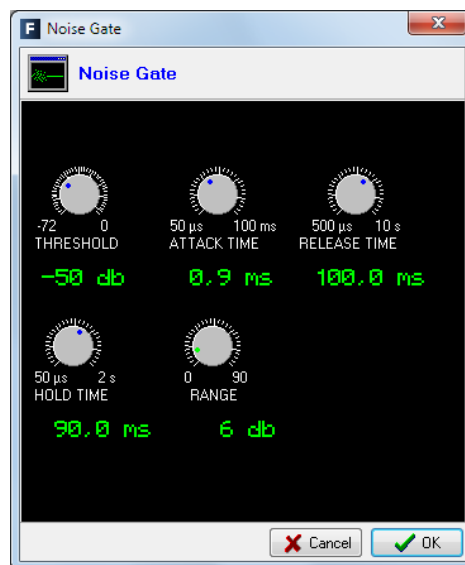 F Noise Gate
Noise Gate
-72 0 50 µs 100 ms 500 µs 10 s
THRESHOLD ATTACK TIME RELEASE TIME
-50 db 0,9 ms 100,0 ms
50 µs 2 s 0 90
HOLD TIME RANGE
90,0 ms 6 db
Cancel OK